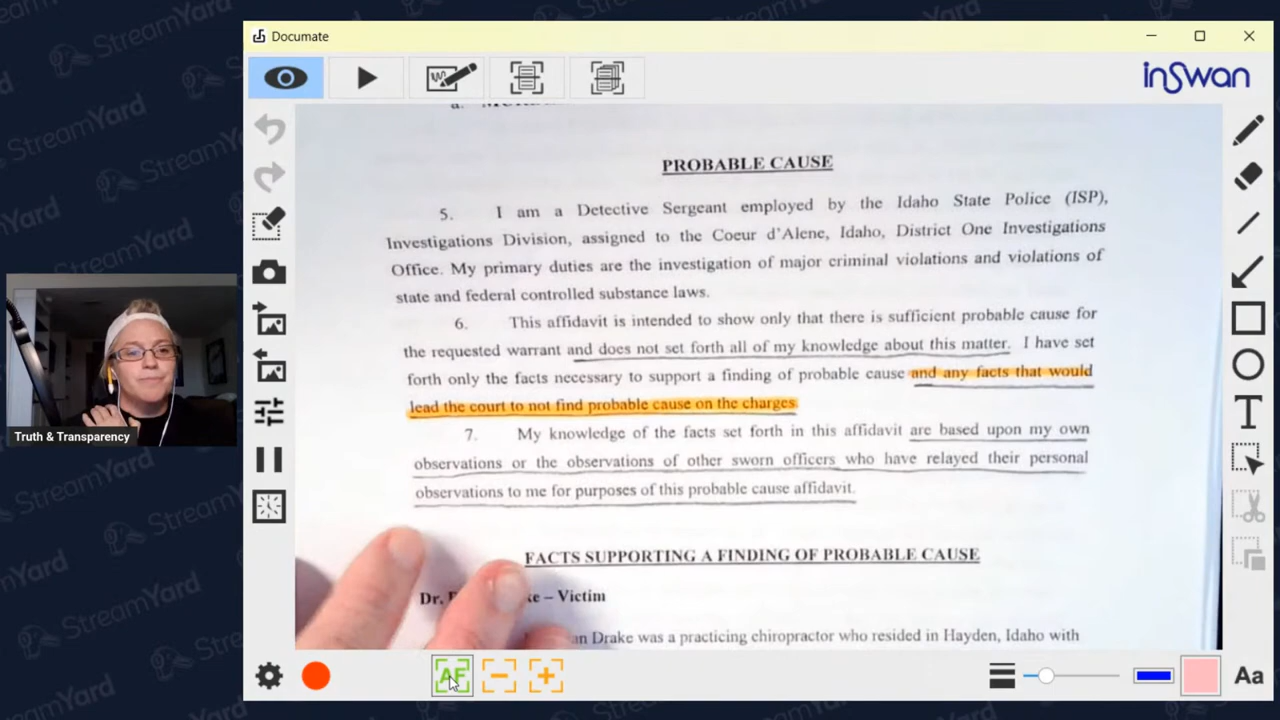 StreamYard
Documate
inSwan
PROBABLE CAUSE
5. I am a Detective Sergeant employed by the Idaho State Police (ISP),
Investigations Division, assigned to the Coeur d'Alene, Idaho, District One Investigations
Office. My primary duties are the investigation of major criminal violations and violations of
state and federal controlled substance laws.
6. This affidavit is intended to show only that there is sufficient probable cause for
the requested warrant and does not set forth all of my knowledge about this matter. I have set
forth only the facts necessary to support a finding of probable cause and any facts that would
lead the court to not find probable cause on the charges.
7. My knowledge of the facts set forth in this affidavit are based upon my own
observations or the observations of other sworn officers who have relayed their personal
observations to me for purposes of this probable cause affidavit.
FACTS SUPPORTING A FINDING OF PROBABLE CAUSE
Dr. – Victim
Drake was a practicing chiropractor who resided in Hayden, Idaho with
Truth & Transparency
AF
T
Aa